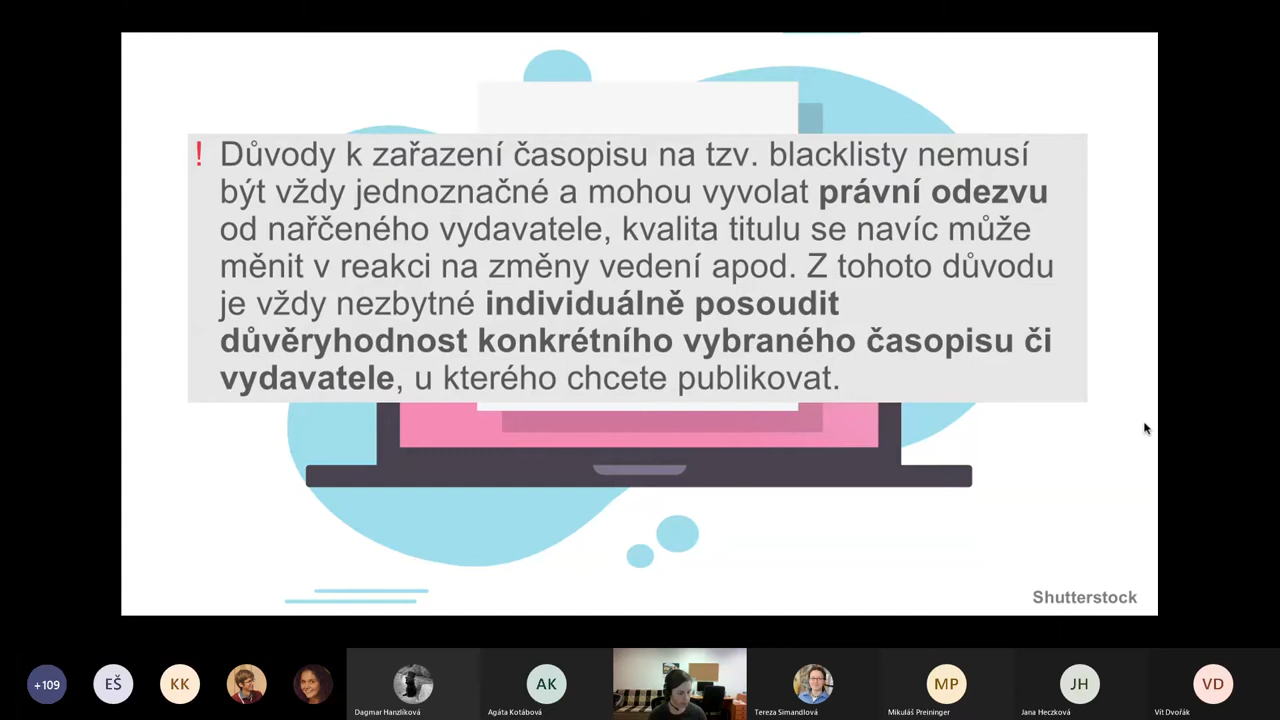 ! Důvody k zařazení časopisu na tzv. blacklisty nemusí
být vždy jednoznačné a mohou vyvolat právní odezvu
od nařčeného vydavatele, kvalita titulu se navíc může
měnit v reakci na změny vedení apod. Z tohoto důvodu
je vždy nezbytné individuálně posoudit
důvěryhodnost konkrétního vybraného časopisu či
vydavatele, u kterého chcete publikovat.
Shutterstock
+109
EŠ
KK
Dagmar Hanzlíková
AK
Agáta Kotábová
Tereza Simandlová
MP
Mikuláš Preininger
JH
Jana Heczková
VD
Vít Dvořák